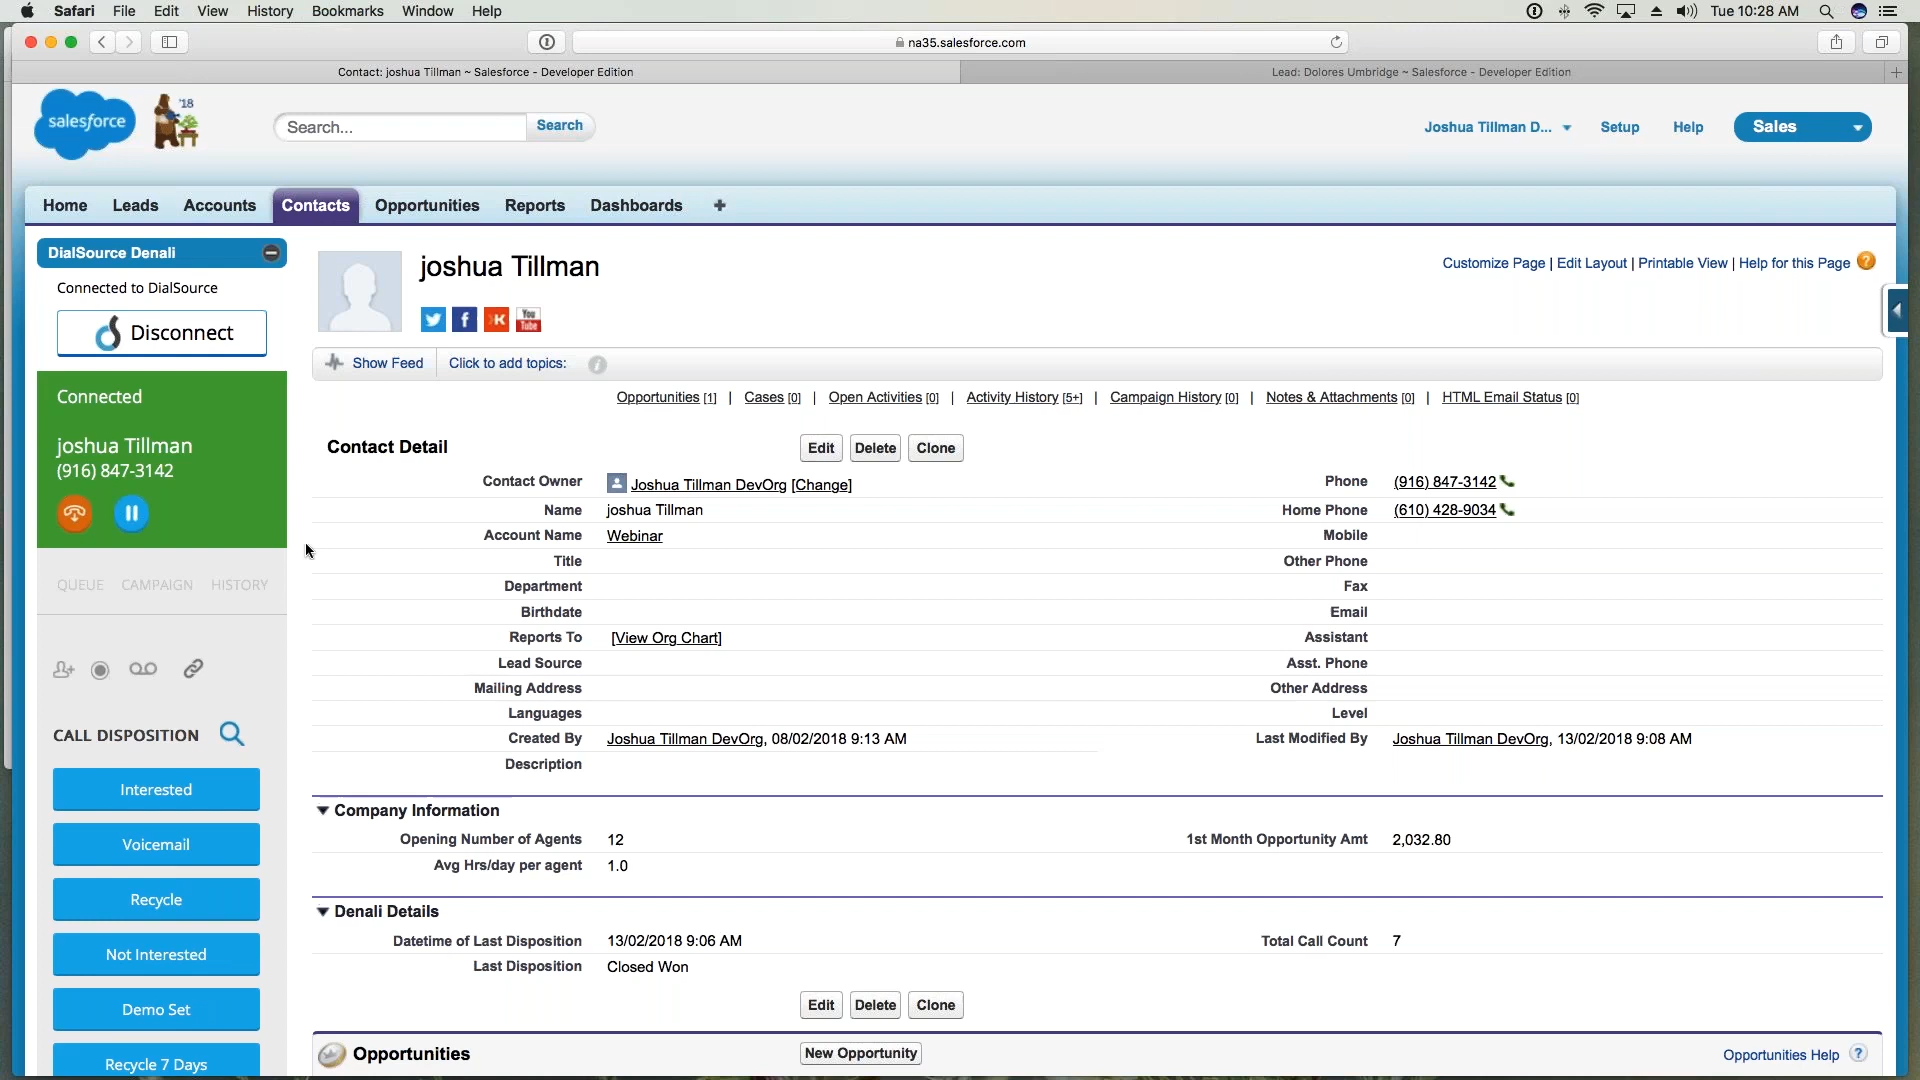 Safari File Edit View History Bookmarks Window Help Tue 10:28 AM
na35.salesforce.com
Contact: joshua Tillman ~ Salesforce - Developer Edition Lead: Dolores Umbridge ~ Salesforce - Developer Edition
salesforce '18 Search... Search Joshua Tillman D... Setup Help Sales
Home Leads Accounts Contacts Opportunities Reports Dashboards +
DialSource Denali
Connected to DialSource
Disconnect
Connected
joshua Tillman
(916) 847-3142
QUEUE CAMPAIGN HISTORY
CALL DISPOSITION
Interested
Voicemail
Recycle
Not Interested
Demo Set
Recycle 7 Days
joshua Tillman
Customize Page | Edit Layout | Printable View | Help for this Page ?
You
Tube
Show Feed Click to add topics: i
Opportunities [1] | Cases [0] | Open Activities [0] | Activity History [5+] | Campaign History [0] | Notes & Attachments [0] | HTML Email Status [0]
Contact Detail Edit Delete Clone
Contact Owner Joshua Tillman DevOrg [Change] Phone (916) 847-3142
Name joshua Tillman Home Phone (610) 428-9034
Account Name Webinar Mobile
Title Other Phone
Department Fax
Birthdate Email
Reports To [View Org Chart] Assistant
Lead Source Asst. Phone
Mailing Address Other Address
Languages Level
Created By Joshua Tillman DevOrg, 08/02/2018 9:13 AM Last Modified By Joshua Tillman DevOrg, 13/02/2018 9:08 AM
Description
Company Information
Opening Number of Agents 12 1st Month Opportunity Amt 2,032.80
Avg Hrs/day per agent 1.0
Denali Details
Datetime of Last Disposition 13/02/2018 9:06 AM Total Call Count 7
Last Disposition Closed Won
Edit Delete Clone
Opportunities New Opportunity Opportunities Help ?